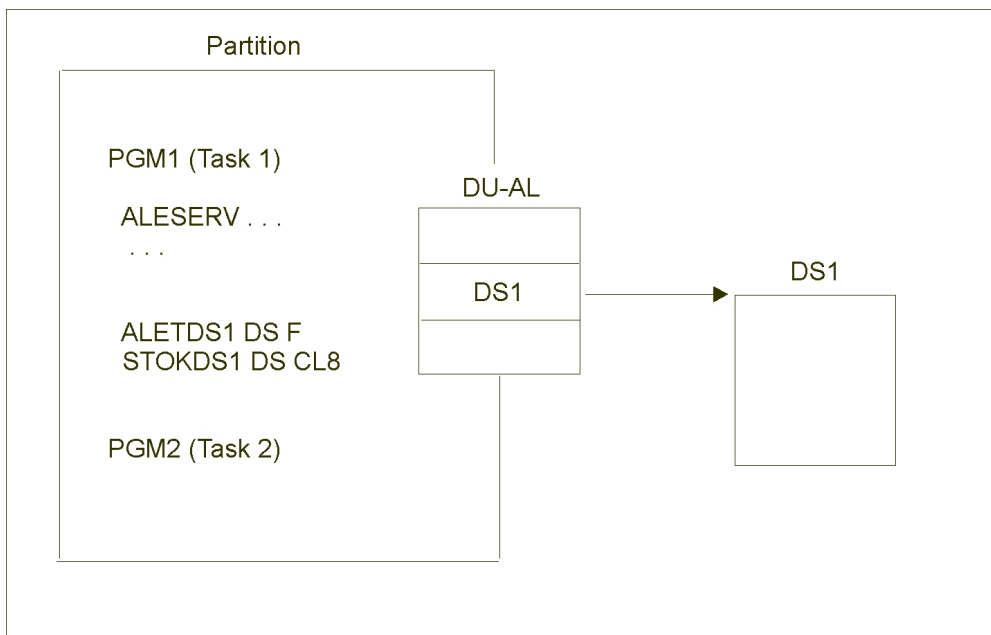 Partition
PGM1 (Task 1)
DU-AL
ALESERV . . .
. . .
DS1
DS1
ALETDS1 DS F
STOKDS1 DS CL8
PGM2 (Task 2)